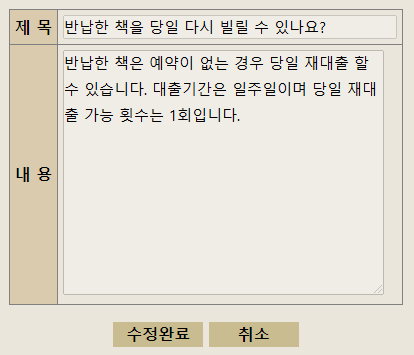 제 목 반납한 책을 당일 다시 빌릴 수 있나요?
내 용
반납한 책은 예약이 없는 경우 당일 재대출 할
수 있습니다. 대출기간은 일주일이며 당일 재대
출 가능 횟수는 1회입니다.
수정완료 취소